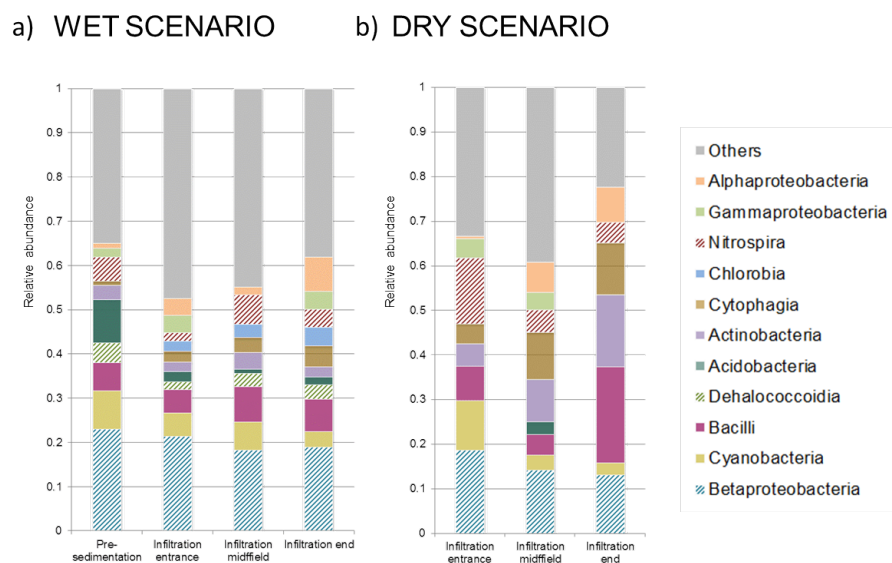 a) WET SCENARIO
b) DRY SCENARIO
Relative abundance
1
0.9
0.8
0.7
0.6
0.5
0.4
0.3
0.2
0.1
0
Pre-
sedimentation
Infiltration
entrance
Infiltration
midffield
Infiltration end
Relative abundance
1
0.9
0.8
0.7
0.6
0.5
0.4
0.3
0.2
0.1
0
Infiltration
entrance
Infiltration
midffield
Infiltration
end
Others
Alphaproteobacteria
Gammaproteobacteria
Nitrospira
Chlorobia
Cytophagia
Actinobacteria
Acidobacteria
Dehalococcoidia
Bacilli
Cyanobacteria
Betaproteobacteria